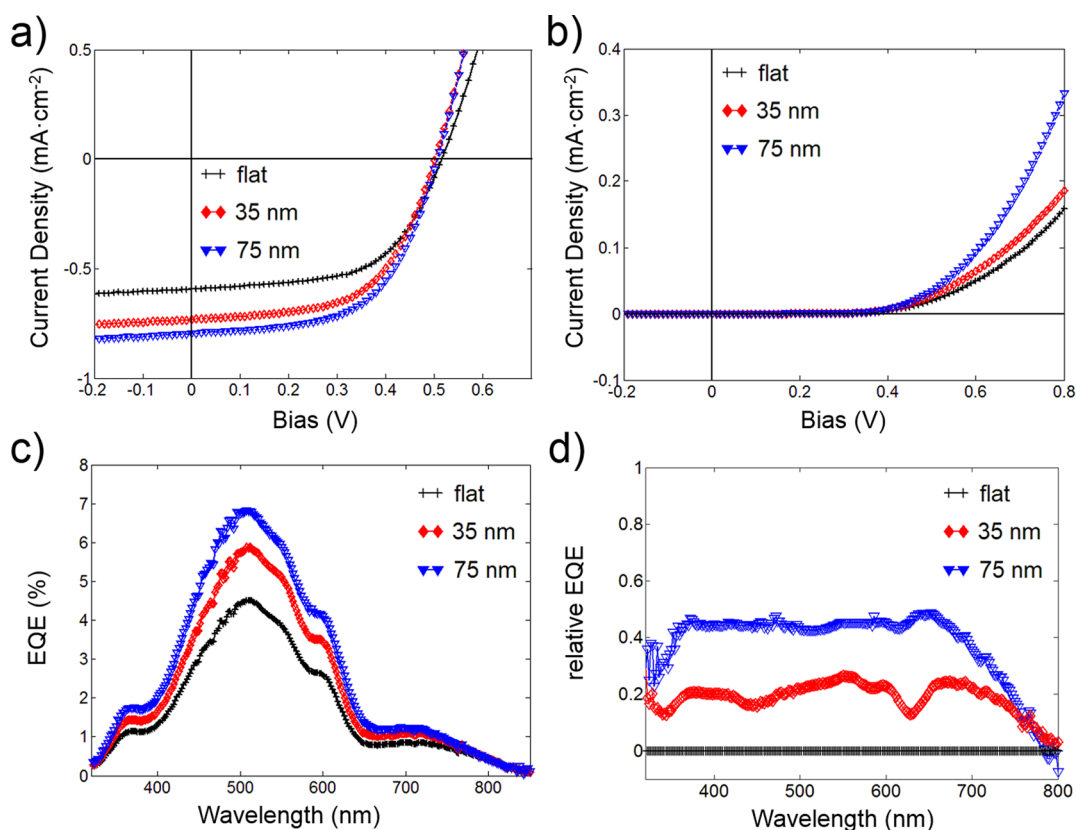 a)
Current Density (mA·cm-2)
0.5
0
-0.5
-1
flat
35 nm
75 nm
-0.2 -0.1 0 0.1 0.2 0.3 0.4 0.5 0.6
Bias (V)
b)
Current Density (mA·cm-2)
0.4
0.3
0.2
0.1
0
-0.1
flat
35 nm
75 nm
-0.2 0 0.2 0.4 0.6 0.8
Bias (V)
c)
EQE (%)
8
7
6
5
4
3
2
1
0
flat
35 nm
75 nm
400 500 600 700 800
Wavelength (nm)
d)
relative EQE
1
0.8
0.6
0.4
0.2
0
flat
35 nm
75 nm
400 500 600 700 800
Wavelength (nm)